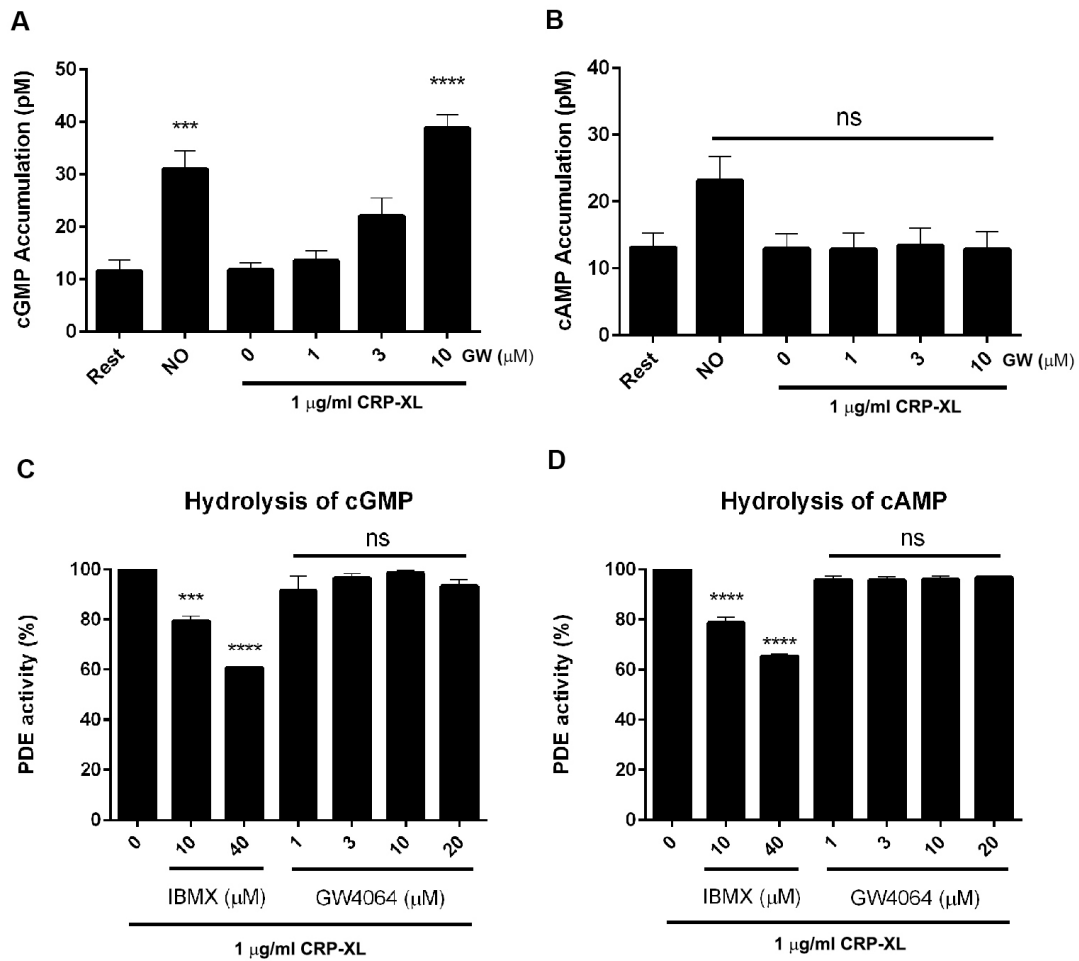 A
cGMP Accumulation (pM)
50
40
30
20
10
0
***
****
Rest
NO
0
1
3
10
GW (μM)
1 μg/ml CRP-XL
B
cAMP Accumulation (pM)
40
30
20
10
0
ns
Rest
NO
0
1
3
10
GW (μM)
1 μg/ml CRP-XL
C
Hydrolysis of cGMP
PDE activity (%)
100
80
60
40
20
0
***
****
ns
0
10
40
1
3
10
20
IBMX (μM)
GW4064 (μM)
1 μg/ml CRP-XL
D
Hydrolysis of cAMP
PDE activity (%)
100
80
60
40
20
0
****
****
ns
0
10
40
1
3
10
20
IBMX (μM)
GW4064 (μM)
1 μg/ml CRP-XL